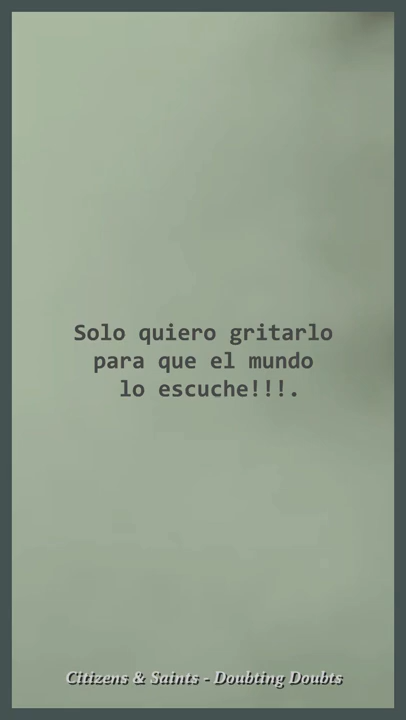 Solo quiero gritarlo
para que el mundo
lo escuche!!!.
Citizens & Saints - Doubting Doubts